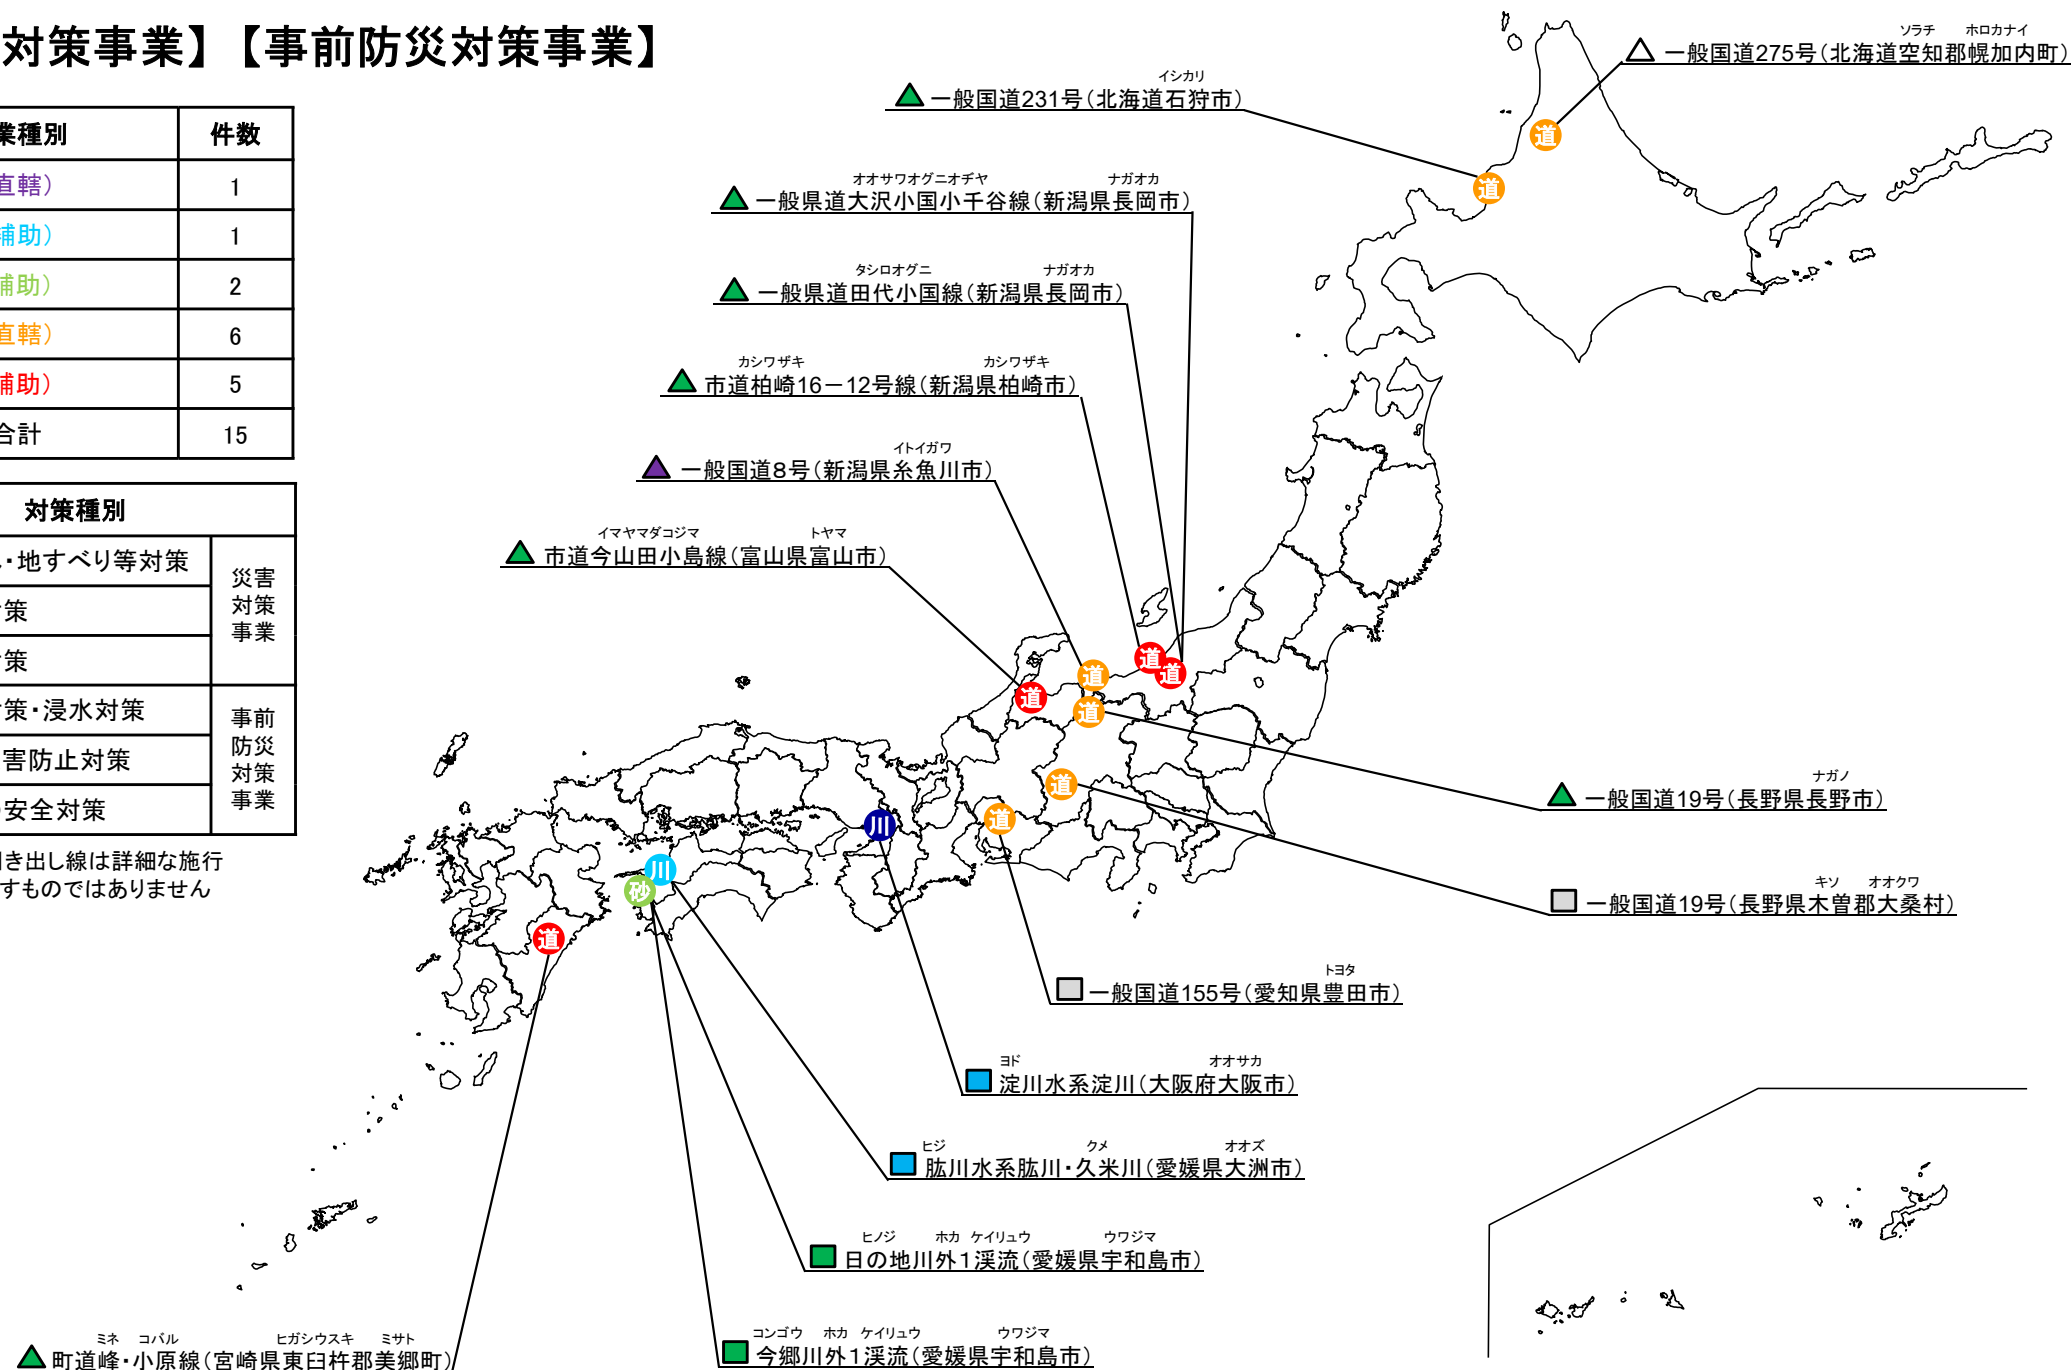 対策事業】【事前防災対策事業】
業種別 件数
直轄） 1
補助） 1
補助） 2
直轄） 6
補助） 5
合計 15
対策種別
・地すべり等対策
策
策
災害
対策
事業
策・浸水対策
害防止対策
安全対策
事前
防災
対策
事業
き出し線は詳細な施行
すものではありません
ソラチ ホロカナイ
一般国道275号（北海道空知郡幌加内町）
イシカリ
一般国道231号（北海道石狩市）
オオサワオグニオヂヤ ナガオカ
一般県道大沢小国小千谷線（新潟県長岡市）
タシロオグニ ナガオカ
一般県道田代小国線（新潟県長岡市）
カシワザキ カシワザキ
市道柏崎16－12号線（新潟県柏崎市）
イトイガワ
一般国道8号（新潟県糸魚川市）
イマヤマダコジマ トヤマ
市道今山田小島線（富山県富山市）
道
道
道
道
道
道
道
道
道
川
川
砂
道
ナガノ
一般国道19号（長野県長野市）
キソ オオクワ
一般国道19号（長野県木曽郡大桑村）
トヨタ
一般国道155号（愛知県豊田市）
ヨド オオサカ
淀川水系淀川（大阪府大阪市）
ヒジ クメ オオズ
肱川水系肱川・久米川（愛媛県大洲市）
ヒノジ ホカ ケイリュウ ウワジマ
日の地川外１渓流（愛媛県宇和島市）
コンゴウ ホカ ケイリュウ ウワジマ
今郷川外１渓流（愛媛県宇和島市）
ミネ コバル ヒガシウスキ ミサト
町道峰・小原線（宮崎県東臼杵郡美郷町）